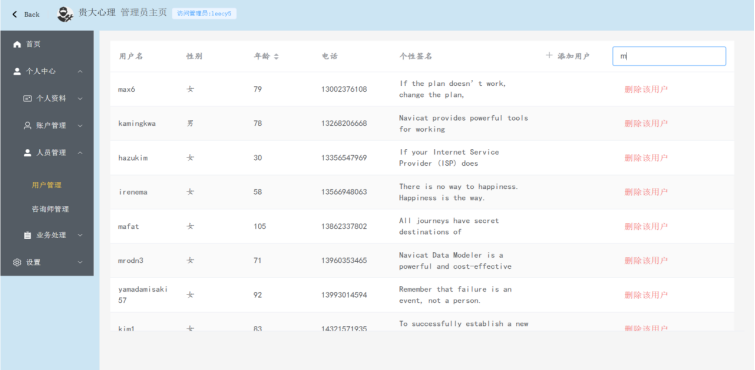 Back 贵大心理 管理员主页 访问管理员:leecy5
首页
个人中心
个人资料
账户管理
人员管理
用户管理
咨询师管理
业务处理
设置
用户名 性别 年龄 电话 个性签名 添加用户 m
max6 女 79 13002376108 If the plan doesn't work,
change the plan, 删除该用户
kamingkwa 男 78 13268206668 Navicat provides powerful tools
for working 删除该用户
hazukim 女 30 13356547969 If your Internet Service
Provider (ISP) does 删除该用户
irenema 女 58 13566948063 There is no way to happiness.
Happiness is the way. 删除该用户
mafat 女 105 13862337802 All journeys have secret
destinations of 删除该用户
mrodn3 女 71 13960353465 Navicat Data Modeler is a
powerful and cost-effective 删除该用户
yamadamisaki
57 女 92 13993014594 Remember that failure is an
event, not a person. 删除该用户
kim1 女 83 14321571935 To successfully establish a new
删除该用户